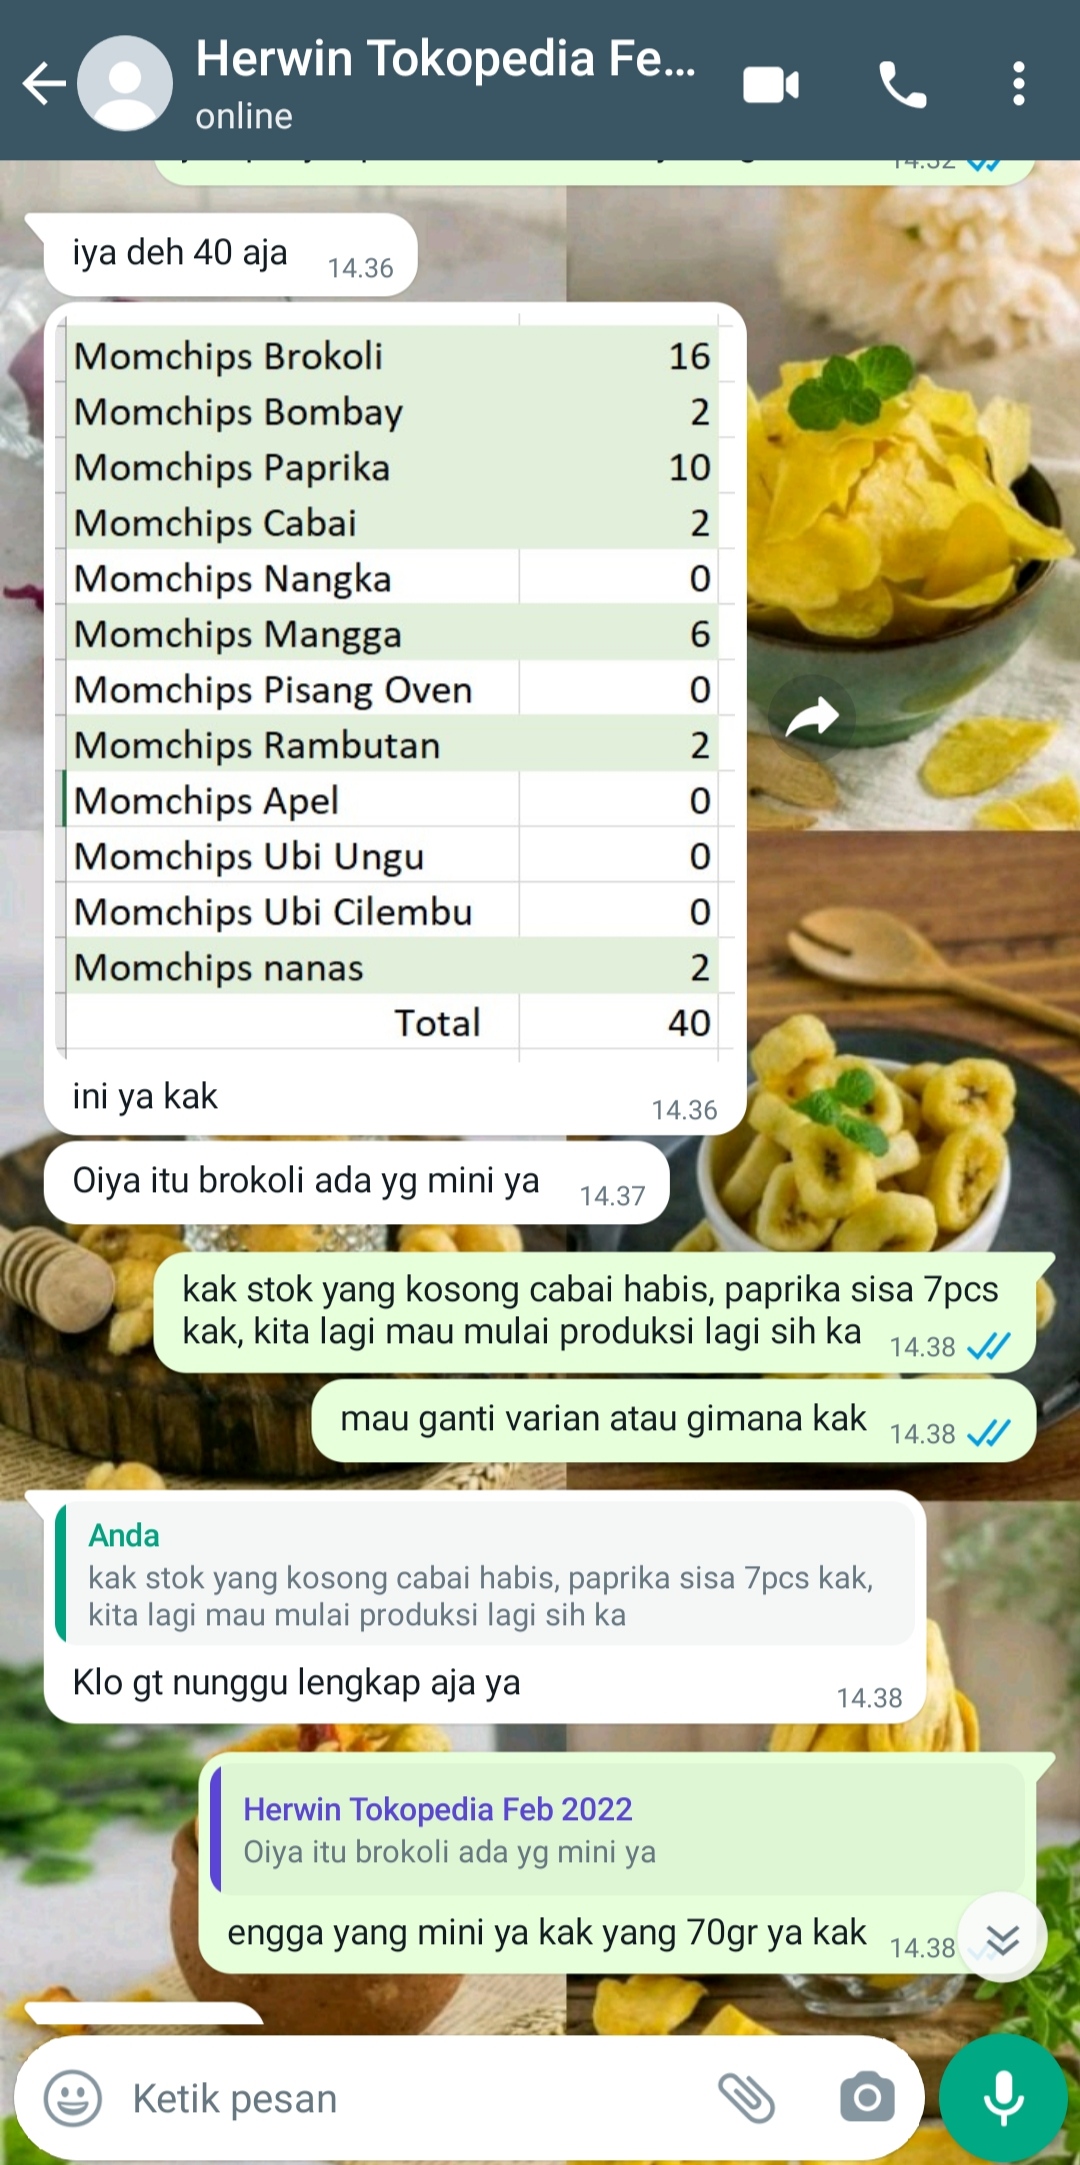 Herwin Tokopedia Fe...
online
14.32
iya deh 40 aja 14.36
Momchips Brokoli 16
Momchips Bombay 2
Momchips Paprika 10
Momchips Cabai 2
Momchips Nangka 0
Momchips Mangga 6
Momchips Pisang Oven 0
Momchips Rambutan 2
Momchips Apel 0
Momchips Ubi Ungu 0
Momchips Ubi Cilembu 0
Momchips nanas 2
Total 40
ini ya kak 14.36
Oiya itu brokoli ada yg mini ya 14.37
kak stok yang kosong cabai habis, paprika sisa 7pcs
kak, kita lagi mau mulai produksi lagi sih ka 14.38
mau ganti varian atau gimana kak 14.38
Anda
kak stok yang kosong cabai habis, paprika sisa 7pcs kak,
kita lagi mau mulai produksi lagi sih ka
Klo gt nunggu lengkap aja ya 14.38
Herwin Tokopedia Feb 2022
Oiya itu brokoli ada yg mini ya
engga yang mini ya kak yang 70gr ya kak 14.38
Ketik pesan